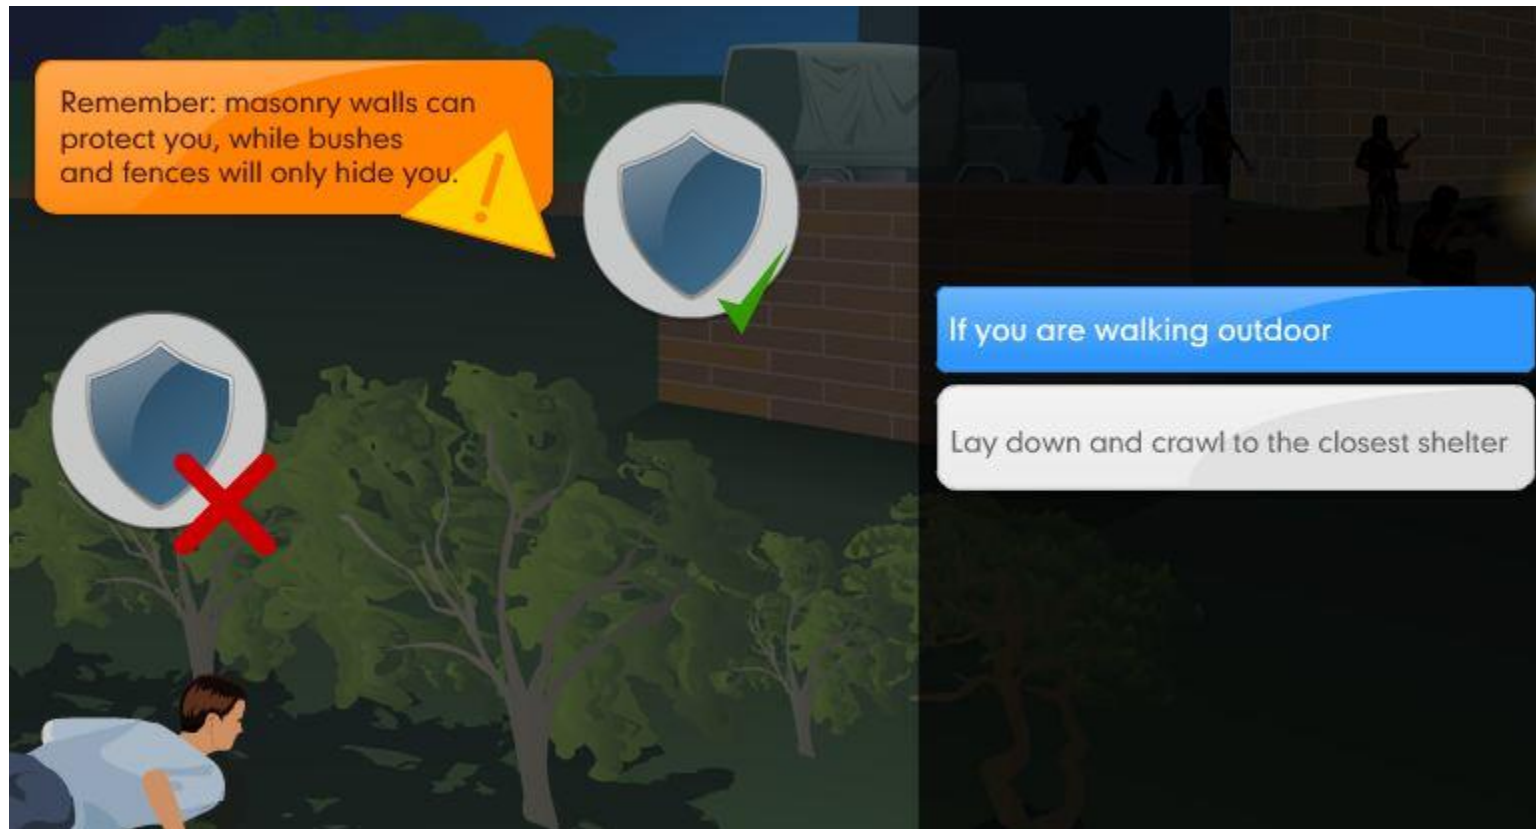 Remember: masonry walls can
protect you, while bushes
and fences will only hide you.
If you are walking outdoor
Lay down and crawl to the closest shelter